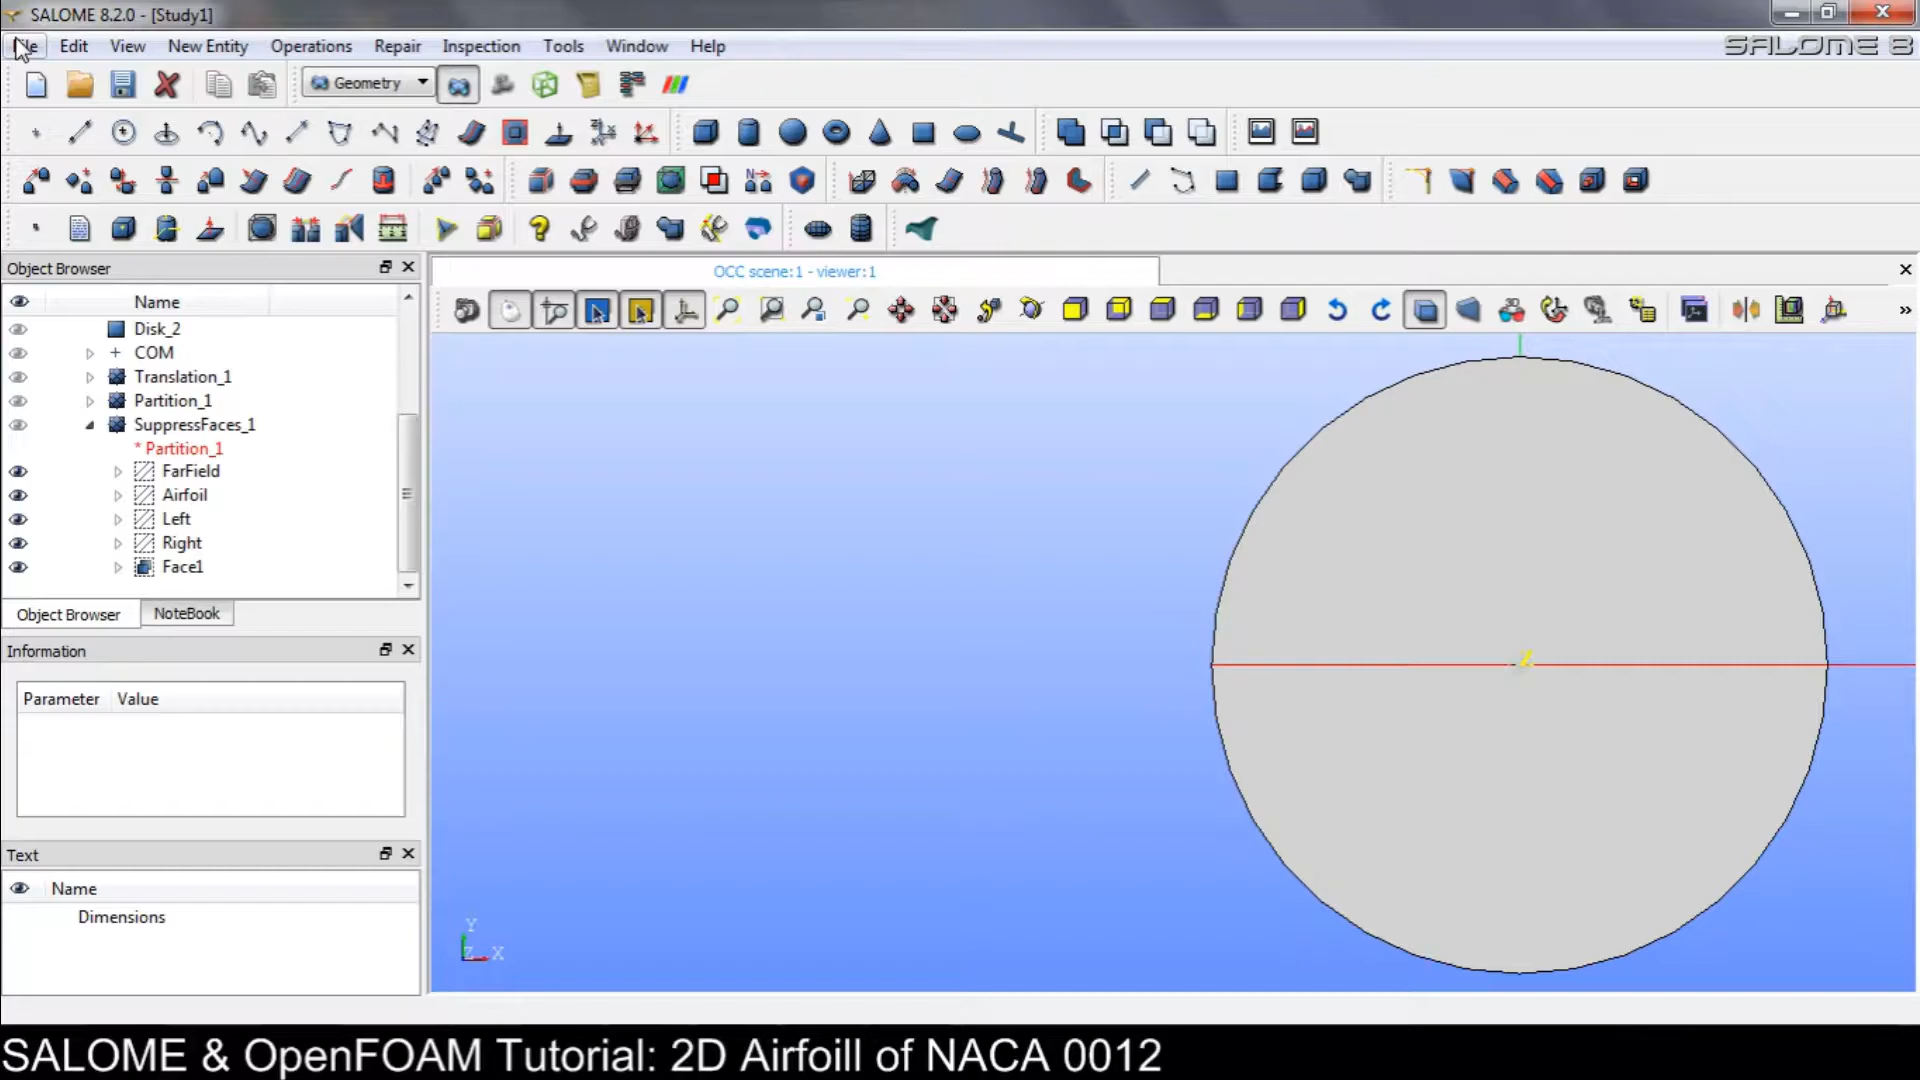 SALOME 8.2.0 - [Study1]
File Edit View New Entity Operations Repair Inspection Tools Window Help
SALOME 8
Geometry
Object Browser
OCC scene:1 - viewer:1
Name
Disk_2
COM
Translation_1
Partition_1
SuppressFaces_1
* Partition_1
FarField
Airfoil
Left
Right
Face1
Object Browser NoteBook
Information
Parameter Value
Text
Name
Dimensions
Z
Y
Z X
SALOME & OpenFOAM Tutorial: 2D Airfoill of NACA 0012